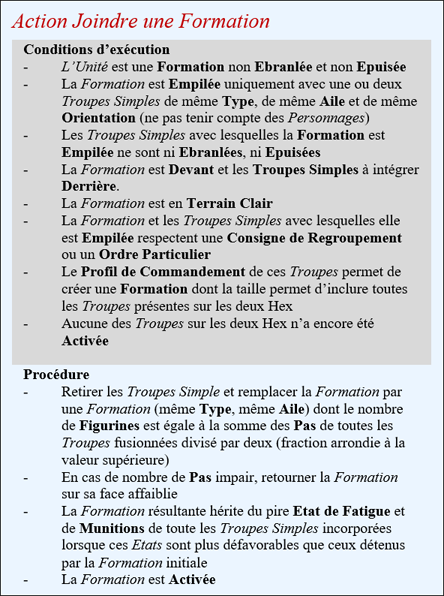 Action Joindre une Formation
Conditions d’exécution
- L’Unité est une Formation non Ebranlée et non Epuisée
- La Formation est Empilée uniquement avec une ou deux
Troupes Simples de même Type, de même Aile et de même
Orientation (ne pas tenir compte des Personnages)
- Les Troupes Simples avec lesquelles la Formation est
Empilée ne sont ni Ebranlées, ni Epuisées
- La Formation est Devant et les Troupes Simples à intégrer
Derrière.
- La Formation est en Terrain Clair
- La Formation et les Troupes Simples avec lesquelles elle
est Empilée respectent une Consigne de Regroupement
ou un Ordre Particulier
- Le Profil de Commandement de ces Troupes permet de
créer une Formation dont la taille permet d’inclure toutes
les Troupes présentes sur les deux Hex
- Aucune des Troupes sur les deux Hex n’a encore été
Activée
Procédure
- Retirer les Troupes Simple et remplacer la Formation par
une Formation (même Type, même Aile) dont le nombre
de Figurines est égale à la somme des Pas de toutes les
Troupes fusionnées divisé par deux (fraction arrondie à la
valeur supérieure)
- En cas de nombre de Pas impair, retourner la Formation
sur sa face affaiblie
- La Formation résultante hérite du pire Etat de Fatigue et
de Munitions de toute les Troupes Simples incorporées
lorsque ces Etats sont plus défavorables que ceux détenus
par la Formation initiale
- La Formation est Activée